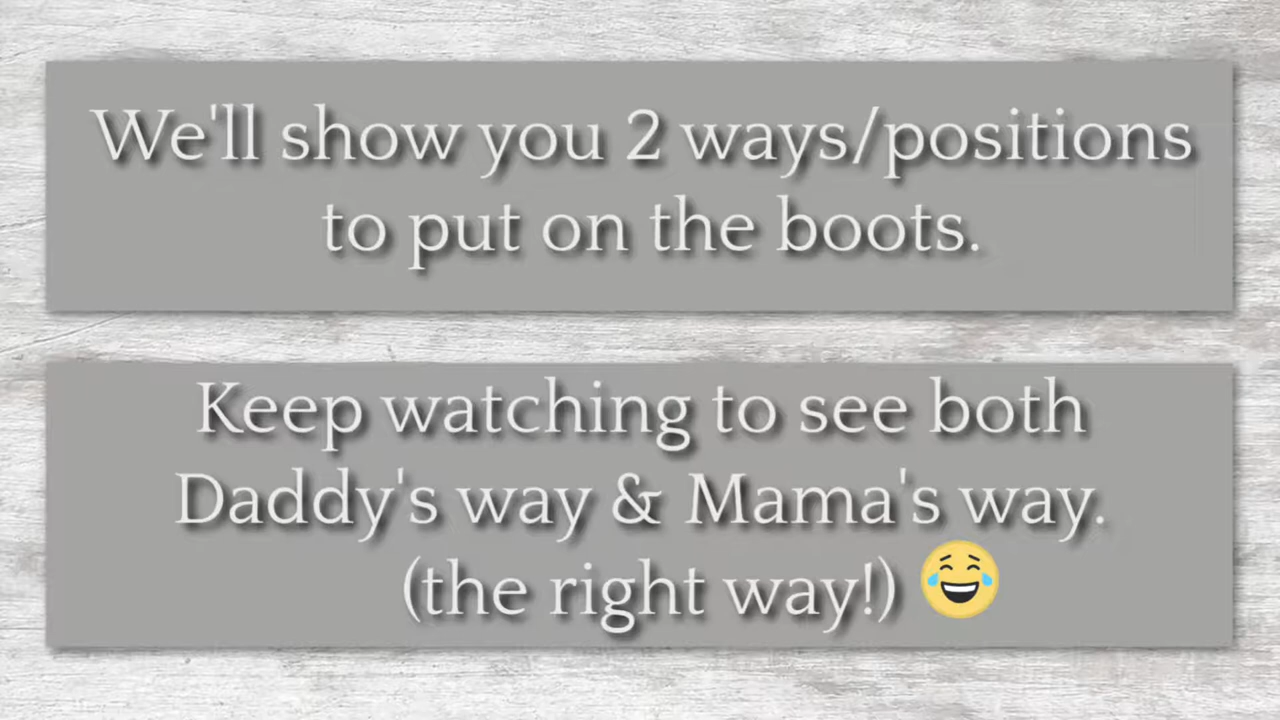 We'll show you 2 ways/positions
to put on the boots.
Keep watching to see both
Daddy's way & Mama's way.
(the right way!) 😂